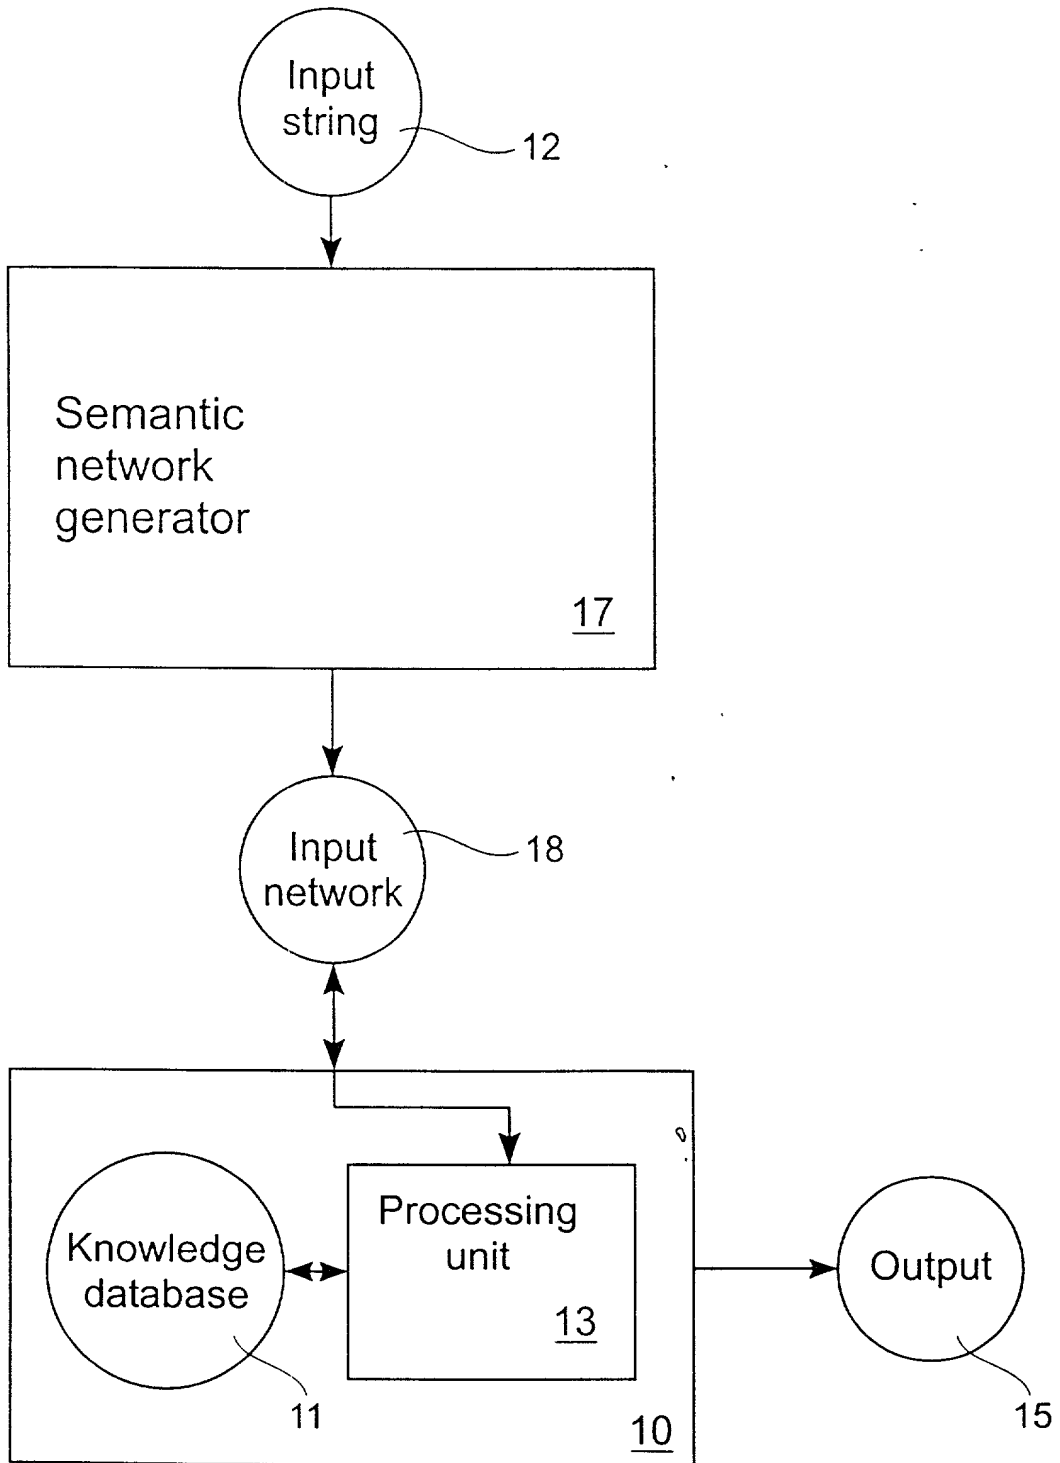 Input
string
12
Semantic
network
generator
17
Input
network
18
Processing
unit
13
Knowledge
database
11
10
Output
15